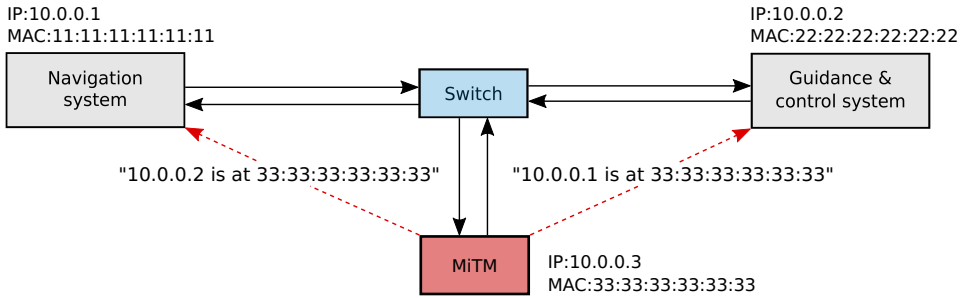 IP:10.0.0.1
MAC:11:11:11:11:11:11
IP:10.0.0.2
MAC:22:22:22:22:22:22
Navigation
system
Switch
Guidance &
control system
"10.0.0.2 is at 33:33:33:33:33:33"
"10.0.0.1 is at 33:33:33:33:33:33"
MiTM
IP:10.0.0.3
MAC:33:33:33:33:33:33